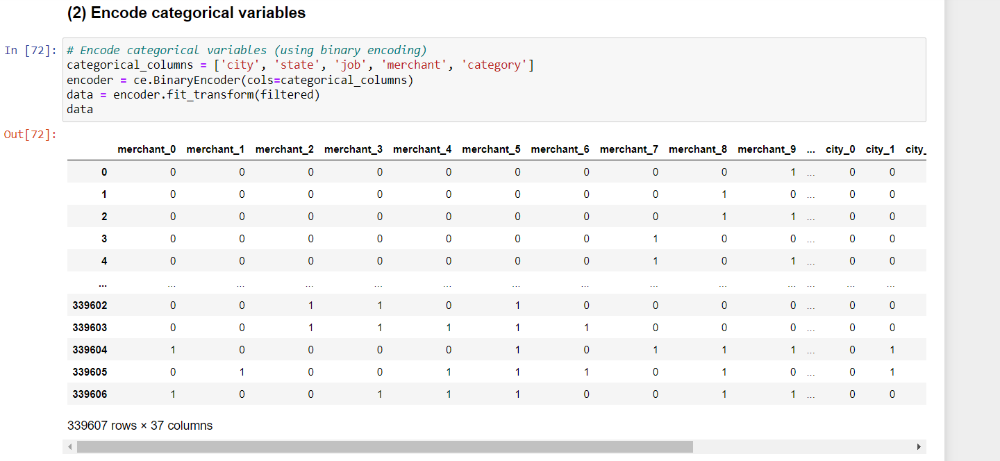 (2) Encode categorical variables
In [72]: # Encode categorical variables (using binary encoding)
categorical_columns = ['city', 'state', 'job', 'merchant', 'category']
encoder = ce.BinaryEncoder(cols=categorical_columns)
data = encoder.fit_transform(filtered)
data
Out[72]:
merchant_0 merchant_1 merchant_2 merchant_3 merchant_4 merchant_5 merchant_6 merchant_7 merchant_8 merchant_9 ... city_0 city_1 city_
0 0 0 0 0 0 0 0 0 0 1 ... 0 0
1 0 0 0 0 0 0 0 0 1 0 ... 0 0
2 0 0 0 0 0 0 0 0 1 1 ... 0 0
3 0 0 0 0 0 0 0 1 0 0 ... 0 0
4 0 0 0 0 0 0 0 1 0 1 ... 0 0
... ... ... ... ... ... ... ... ... ... ... ... ... ...
339602 0 0 1 1 0 1 0 0 0 0 ... 0 0
339603 0 0 1 1 1 1 1 0 0 0 ... 0 0
339604 1 0 0 0 0 1 0 1 1 1 ... 0 1
339605 0 1 0 0 1 1 1 0 1 0 ... 0 1
339606 1 0 0 1 1 1 0 0 1 1 ... 0 0
339607 rows × 37 columns